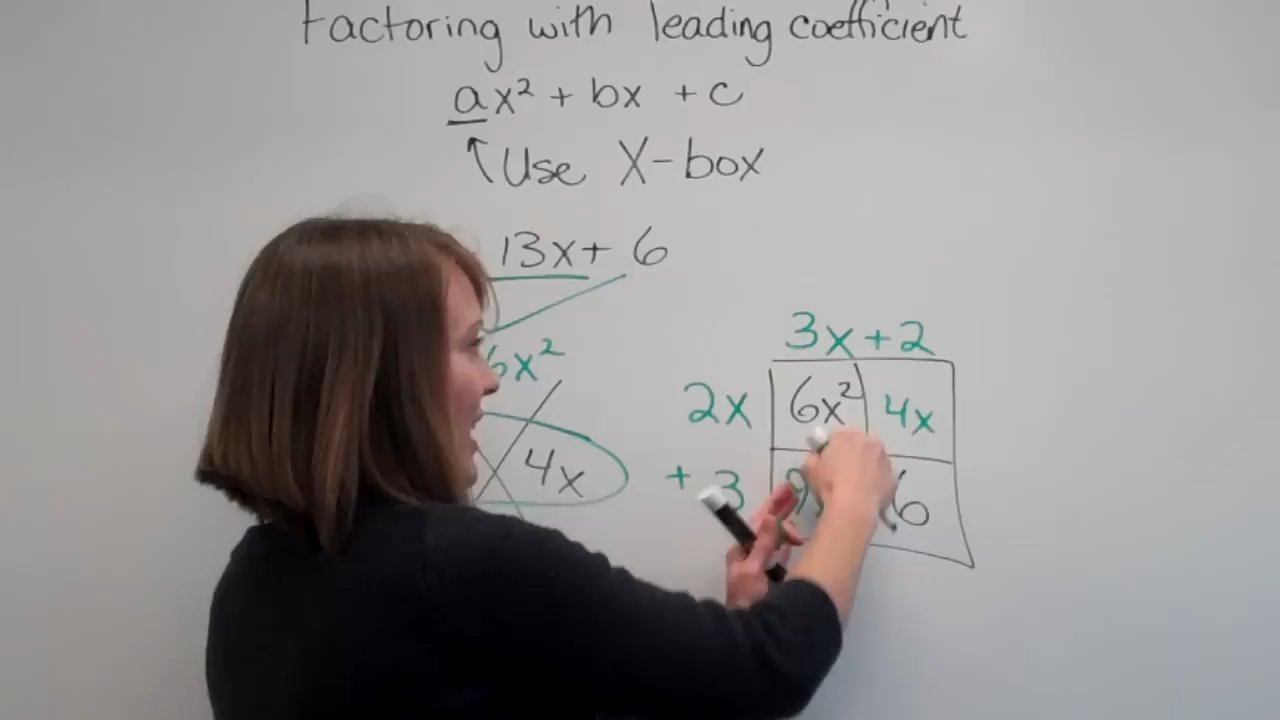 Factoring with leading coefficient
ax² + bx + c
Use X-box
13x + 6
6x²
4x
3x + 2
2x 6x² 4x
+ 3 9 6